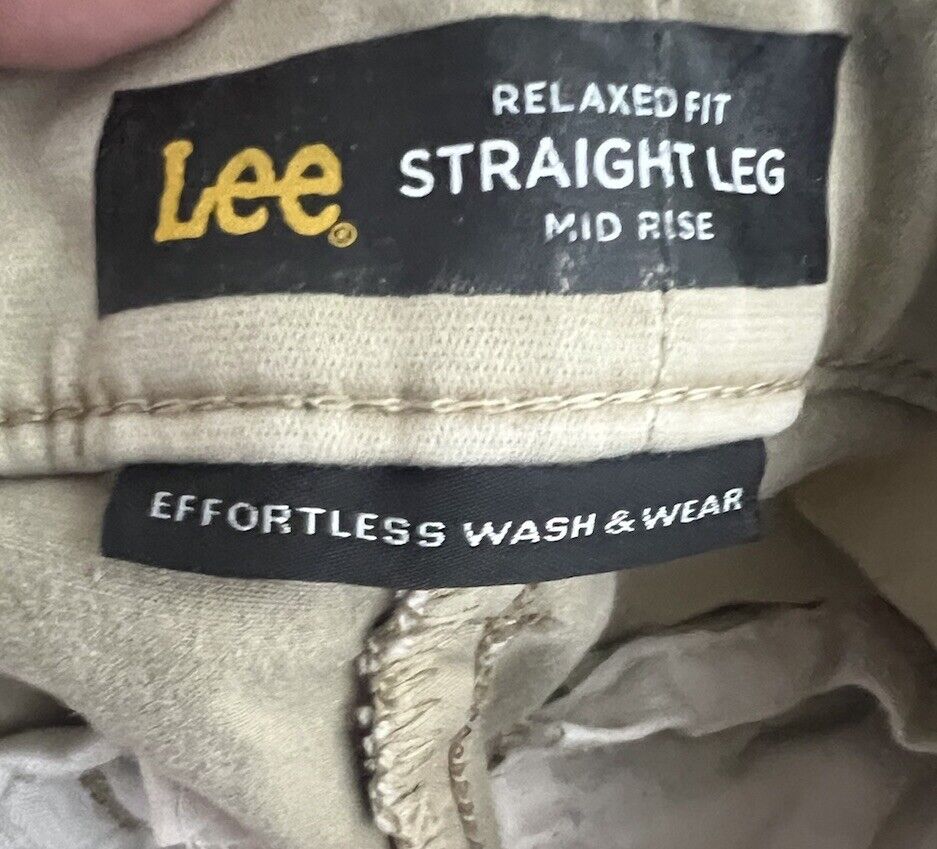 Lee®
RELAXED FIT
STRAIGHT LEG
MID RISE
EFFORTLESS WASH & WEAR